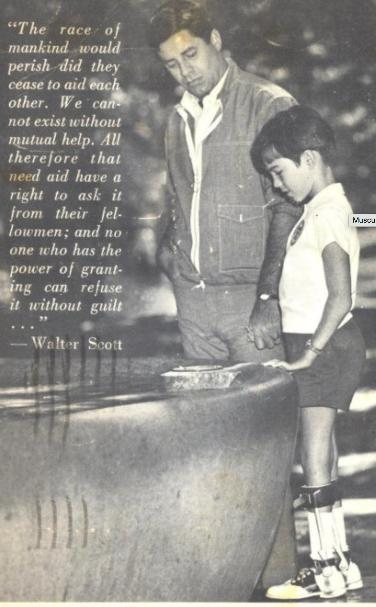 “The race of
mankind would
perish did they
cease to aid each
other. We can-
not exist without
mutual help. All
therefore that
need aid have a
right to ask it
from their fel-
lowmen; and no
one who has the
power of grant-
ing can refuse
it without guilt
. . .”
— Walter Scott
Muscu